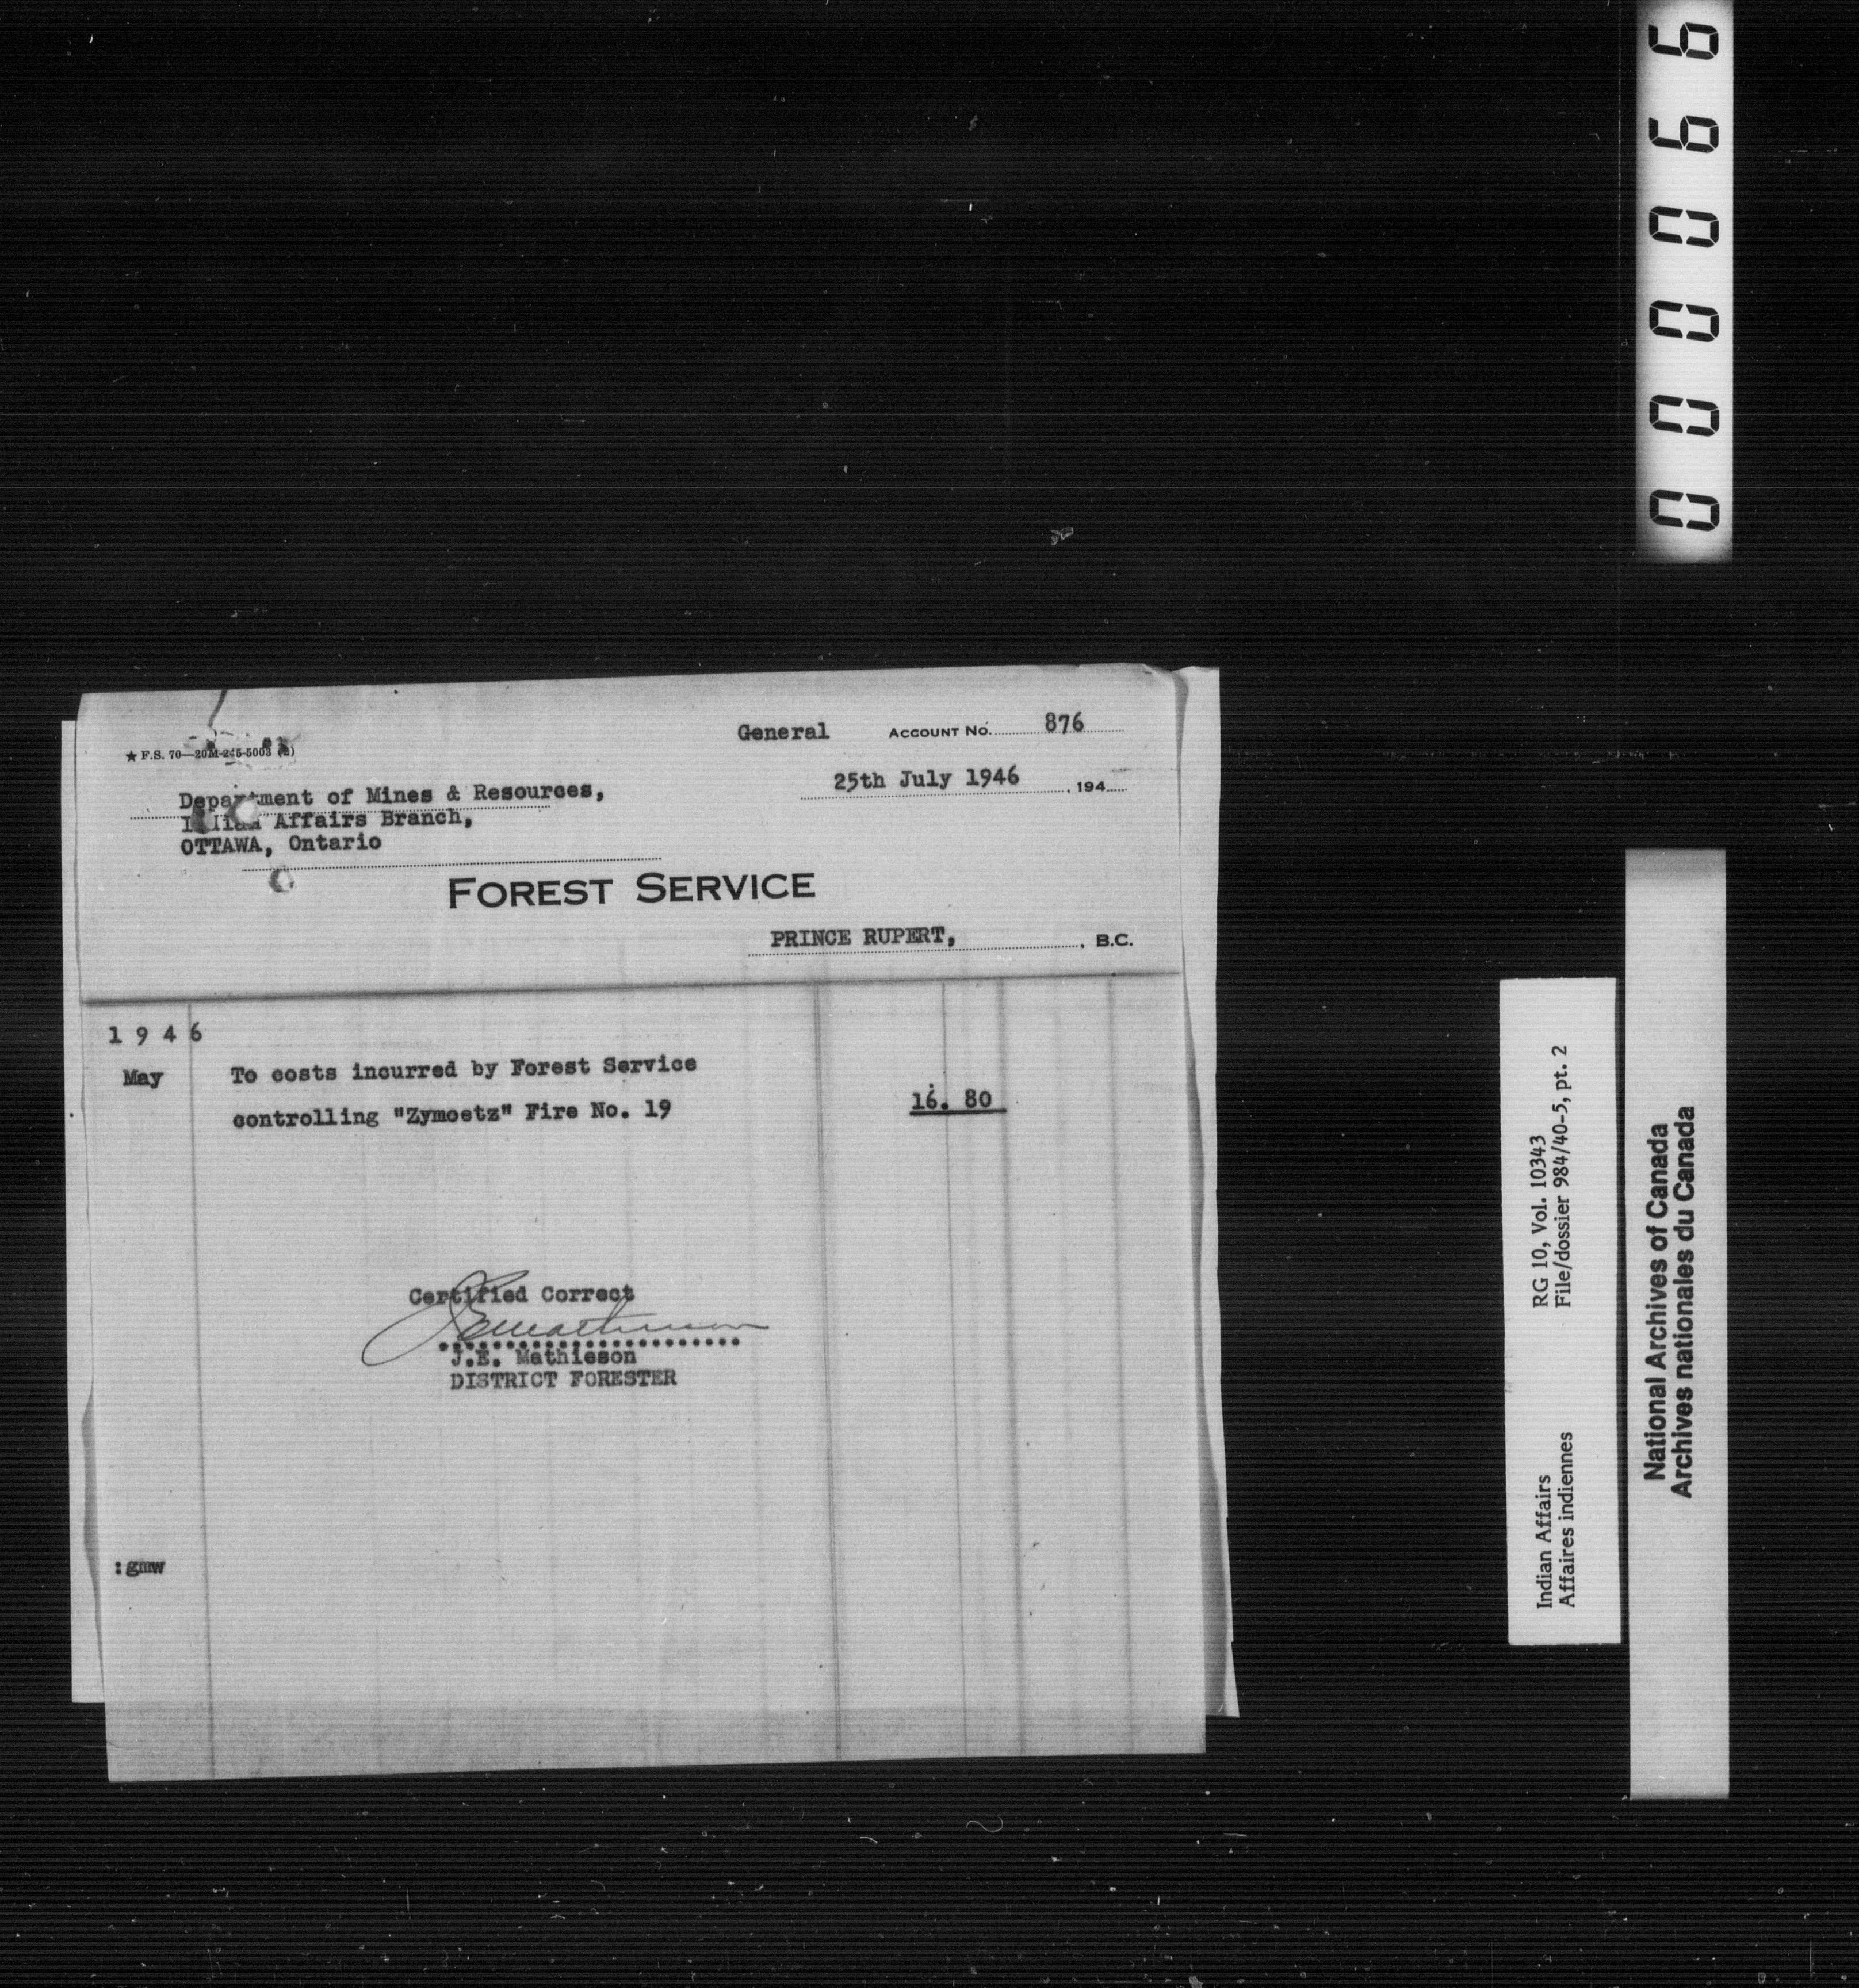 General ACCOUNT No. 876
★ F.S. 70—20M-245-5003 (2)
25th July 1946, 194
Department of Mines & Resources,
Indian Affairs Branch,
OTTAWA, Ontario
FOREST SERVICE
PRINCE RUPERT, , B.C.
1946
May To costs incurred by Forest Service
controlling "Zymoetz" Fire No. 19 16. 80
Certified Correct
J.E. Mathieson
J.E. Mathieson
DISTRICT FORESTER
:gmw
000066
Indian Affairs RG 10, Vol. 10343
Affaires indiennes File/dossier 984/40-5, pt. 2
National Archives of Canada
Archives nationales du Canada